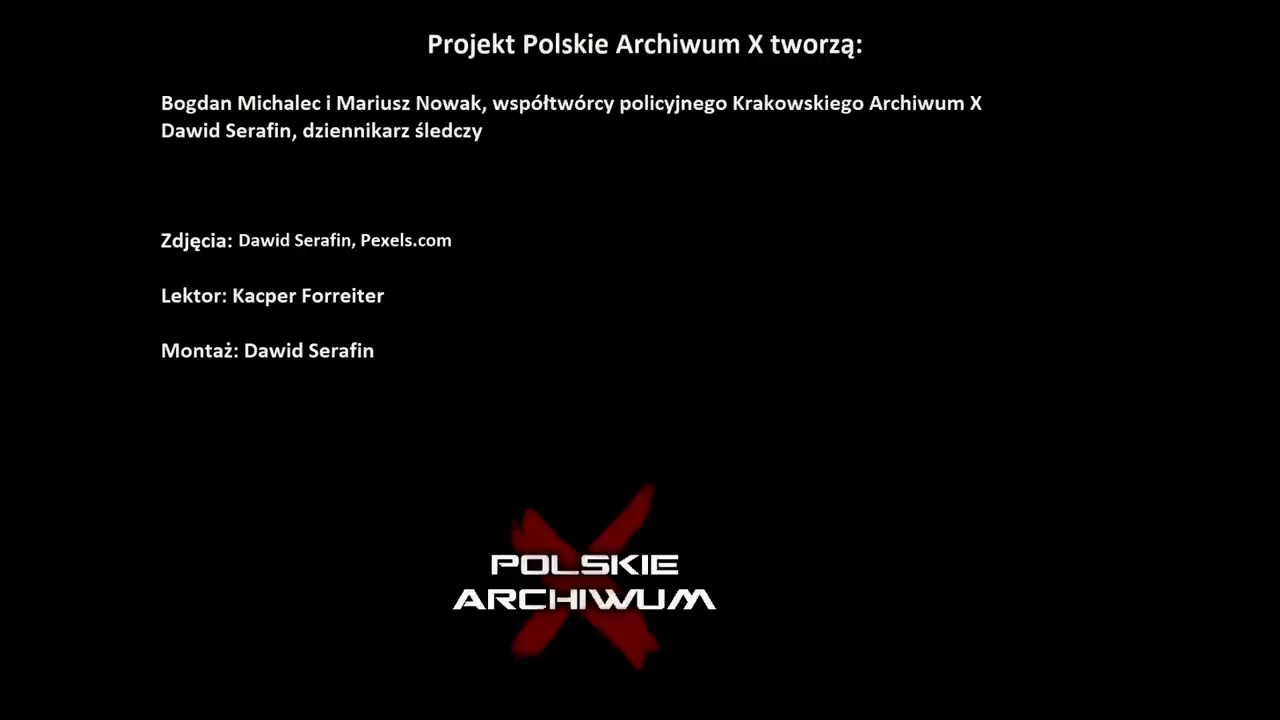 Projekt Polskie Archiwum X tworzą:
Bogdan Michalec i Mariusz Nowak, współtwórcy policyjnego Krakowskiego Archiwum X
Dawid Serafin, dziennikarz śledczy
Zdjęcia: Dawid Serafin, Pexels.com
Lektor: Kacper Forreiter
Montaż: Dawid Serafin
POLSKIE
ARCHIWUM
X